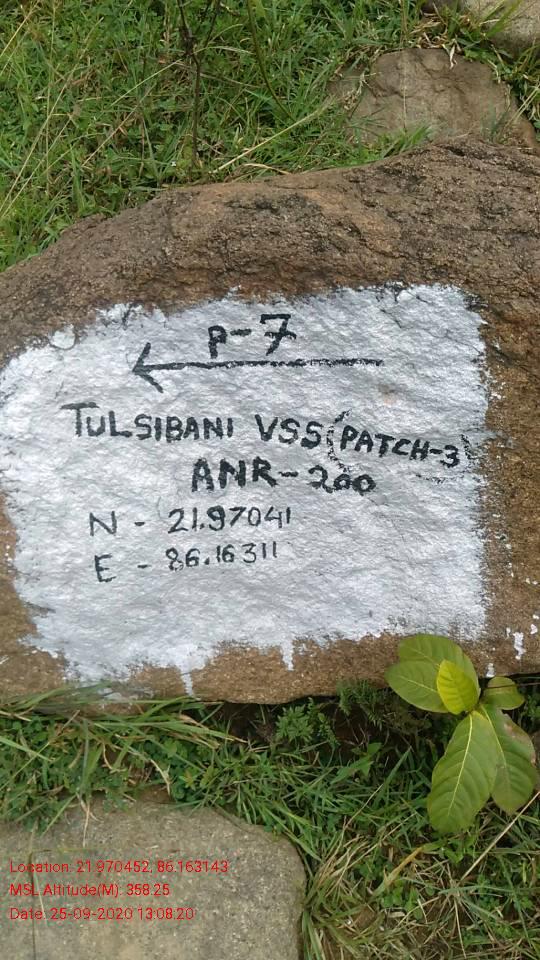 P-7
TULSIBANI VSS (PATCH-3)
ANR-200
N - 21.97041
E - 86.16311
Location: 21.970452, 86.163143
MSL Altitude(M): 358.25
Date: 25-09-2020 13:08:20